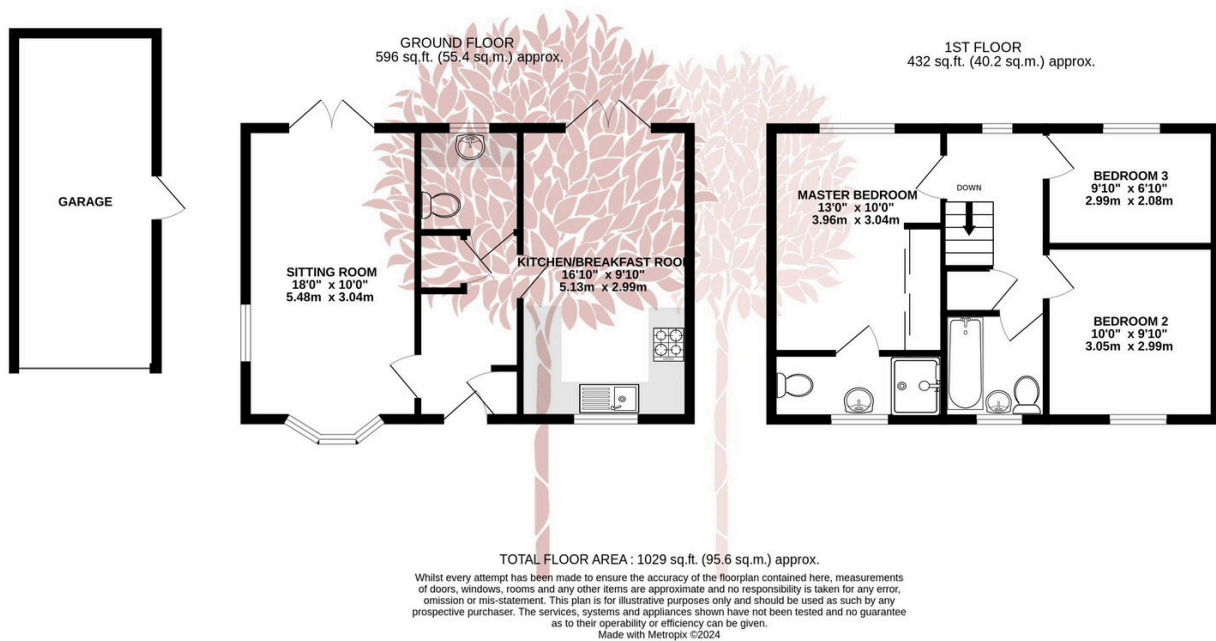 GROUND FLOOR
596 sq.ft. (55.4 sq.m.) approx.
1ST FLOOR
432 sq.ft. (40.2 sq.m.) approx.
GARAGE
SITTING ROOM
18'0" x 10'0"
5.48m x 3.04m
KITCHEN/BREAKFAST ROOM
16'10" x 9'10"
5.13m x 2.99m
MASTER BEDROOM
13'0" x 10'0"
3.96m x 3.04m
DOWN
BEDROOM 3
9'10" x 6'10"
2.99m x 2.08m
BEDROOM 2
10'0" x 9'10"
3.05m x 2.99m
TOTAL FLOOR AREA : 1029 sq.ft. (95.6 sq.m.) approx.
Whilst every attempt has been made to ensure the accuracy of the floorplan contained here, measurements
of doors, windows, rooms and any other items are approximate and no responsibility is taken for any error,
omission or mis-statement. This plan is for illustrative purposes only and should be used as such by any
prospective purchaser. The services, systems and appliances shown have not been tested and no guarantee
as to their operability or efficiency can be given.
Made with Metropix ©2024